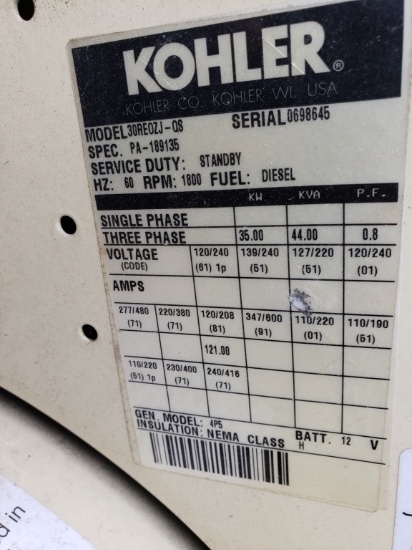 KOHLER®
KOHLER CO. KOHLER WI. USA
MODEL 30REOZJ-QS SERIAL 0698645
SPEC. PA-189135
SERVICE DUTY: STANDBY
HZ: 60 RPM: 1800 FUEL: DIESEL
KW KVA P.F.
SINGLE PHASE
THREE PHASE 35.00 44.00 0.8
VOLTAGE 120/240 139/240 127/220 120/240
(CODE) (61) 1p (51) (51) (01)
AMPS
277/480 220/380 120/208 347/600 110/220 110/190
(71) (71) (81) (91) (01) (51)
121.00
110/220 230/400 240/416
(51) 1p (71) (71)
GEN. MODEL: 4P5 BATT. 12 V
INSULATION: NEMA CLASS H
d in